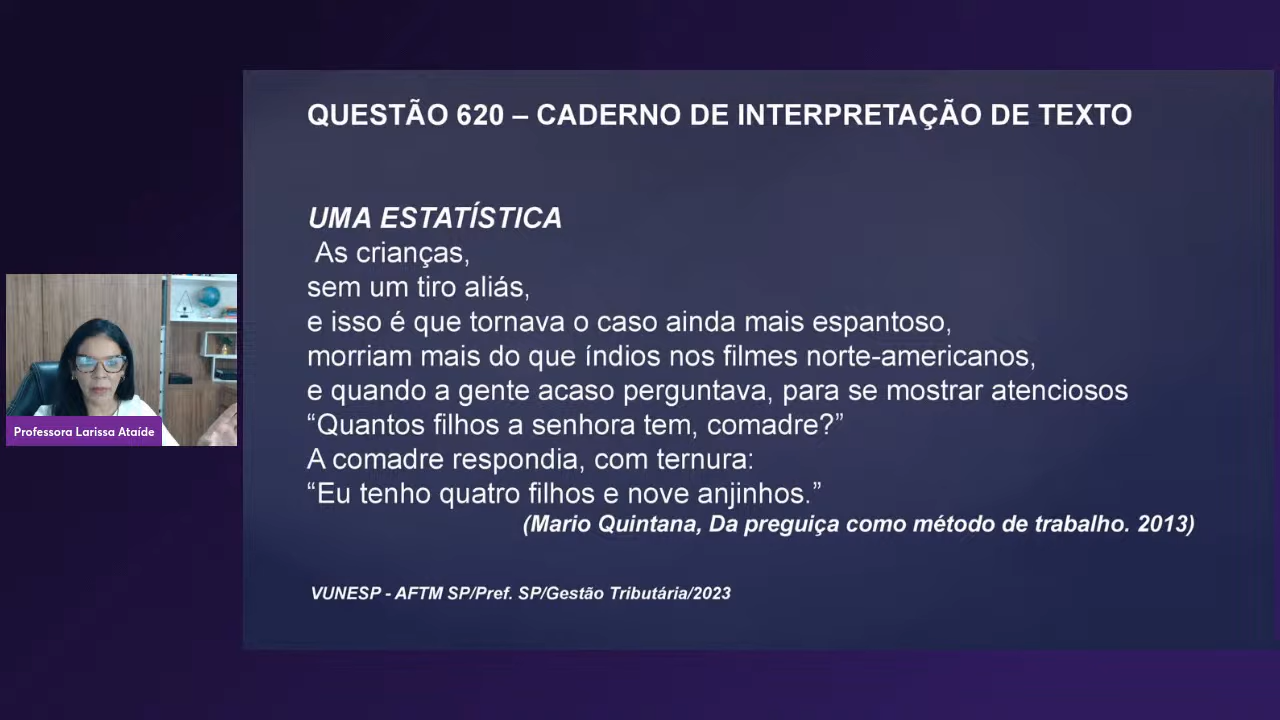 QUESTÃO 620 – CADERNO DE INTERPRETAÇÃO DE TEXTO
UMA ESTATÍSTICA
As crianças,
sem um tiro aliás,
e isso é que tornava o caso ainda mais espantoso,
morriam mais do que índios nos filmes norte-americanos,
e quando a gente acaso perguntava, para se mostrar atenciosos
“Quantos filhos a senhora tem, comadre?”
A comadre respondia, com ternura:
“Eu tenho quatro filhos e nove anjinhos.”
(Mario Quintana, Da preguiça como método de trabalho. 2013)
VUNESP - AFTM SP/Pref. SP/Gestão Tributária/2023
Professora Larissa Ataíde